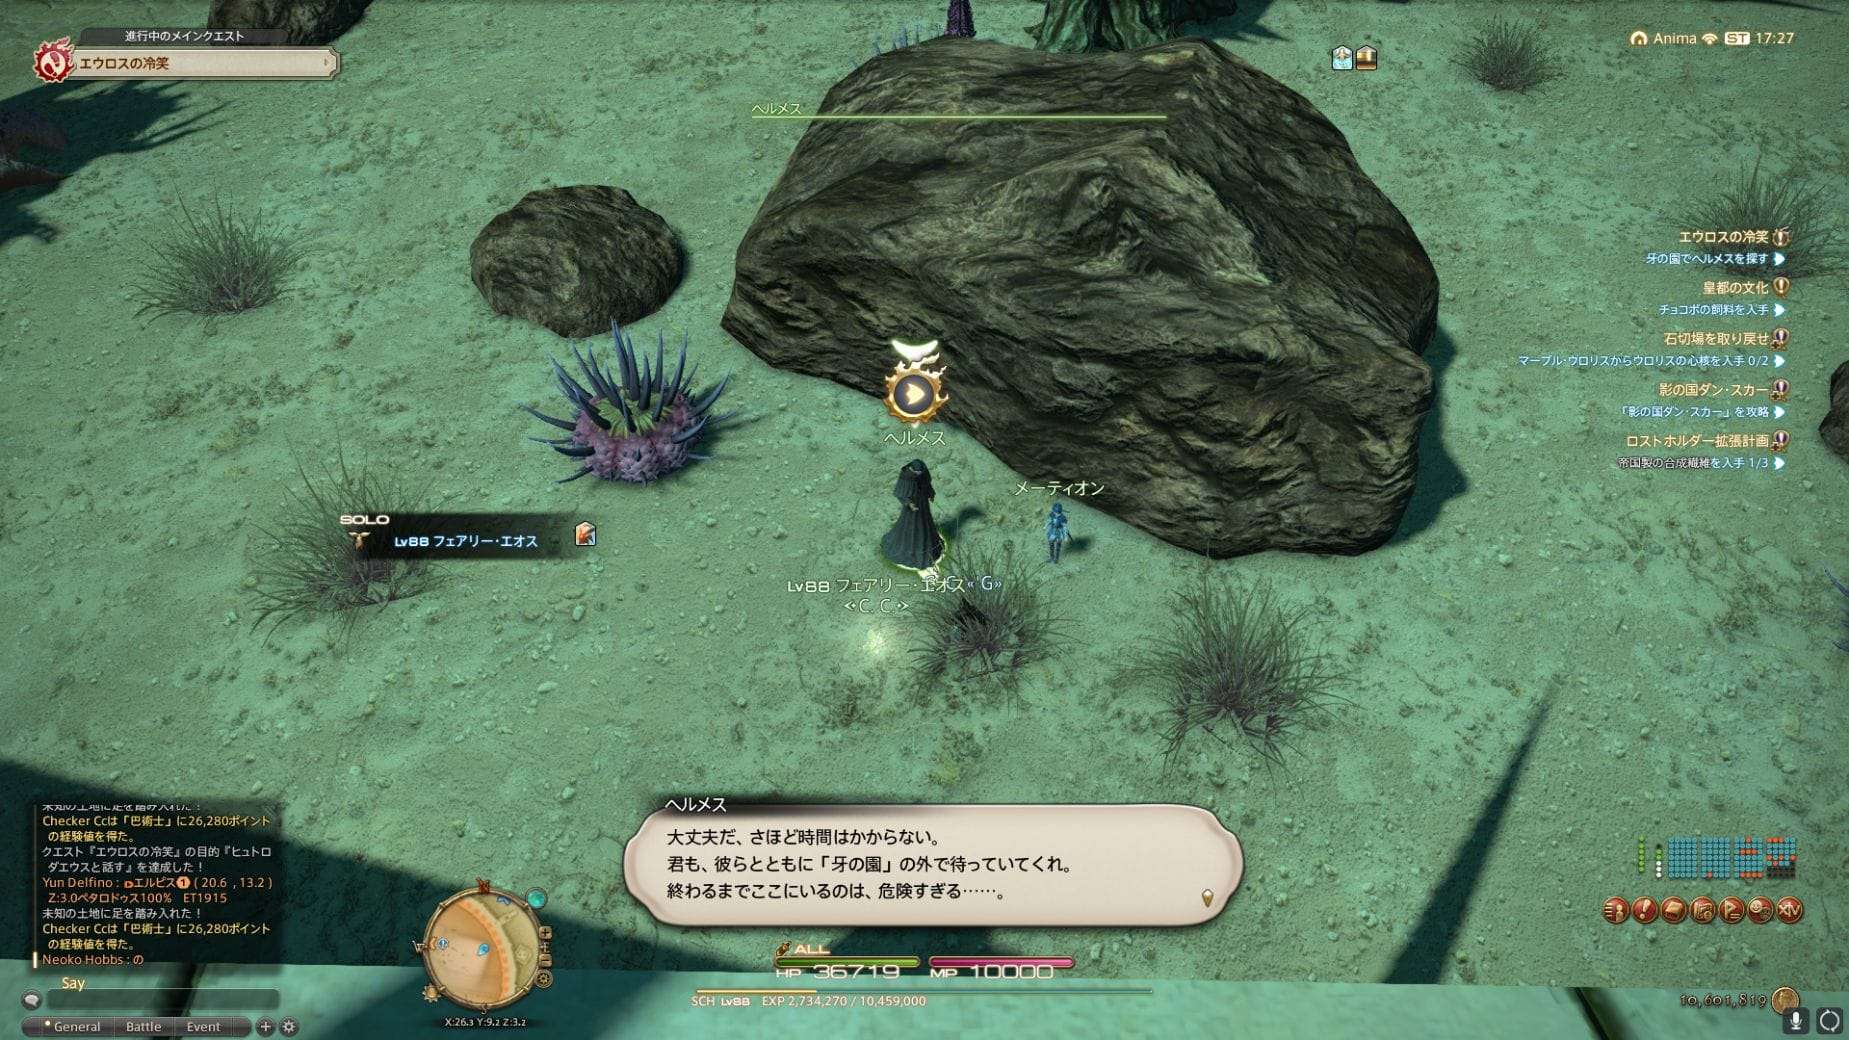 進行中のメインクエスト
エウロスの冷笑
Anima ST 17:27
ヘルメス
エウロスの冷笑
牙の園でヘルメスを探す
皇都の文化
チョコボの飼料を入手
石切場を取り戻せ
マーブル・ウロリスからウロリスの心核を入手 0/2
影の国ダン・スカー
「影の国ダン・スカー」を攻略
ロストホルダー拡張計画
帝国製の合成繊維を入手 1/3
ヘルメス
メーティオン
SOLO
Lv88 フェアリー・エオス
Lv88 フェアリー・エオス «G»
«C. C.»
ヘルメス
大丈夫だ、さほど時間はかからない。
君も、彼らとともに「牙の園」の外で待っていてくれ。
終わるまでここにいるのは、危険すぎる……。
未知の土地に足を踏み入れた！
Checker Ccは「巴術士」に26,280ポイント
の経験値を得た。
クエスト『エウロスの冷笑』の目的『ヒュトロ
ダエウスと話す』を達成した！
Yun Delfino : エルピス1 ( 20.6 , 13.2 )
Z:3.0ペタロドゥス100% ET1915
未知の土地に足を踏み入れた！
Checker Ccは「巴術士」に26,280ポイント
の経験値を得た。
Neoko Hobbs : の
Say
General Battle Event
X:26.3 Y:9.2 Z:3.2
ALL
HP 36719 MP 10000
SCH Lv88 EXP 2,734,270 / 10,459,000
XIV
10,601,819